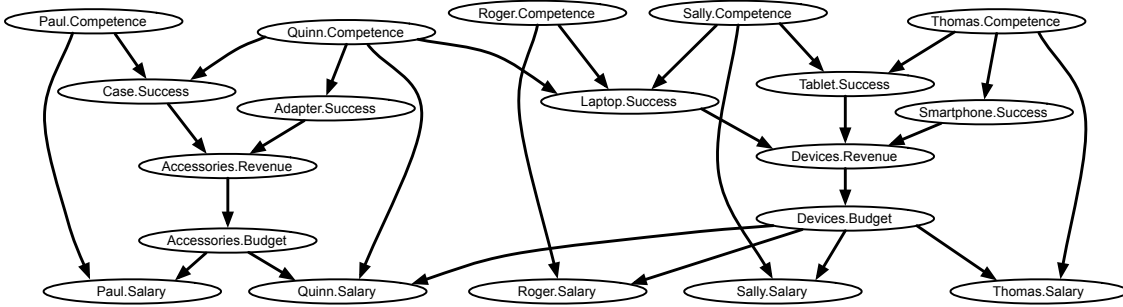 Paul.Competence
Quinn.Competence
Roger.Competence
Sally.Competence
Thomas.Competence
Case.Success
Adapter.Success
Laptop.Success
Tablet.Success
Smartphone.Success
Accessories.Revenue
Devices.Revenue
Accessories.Budget
Devices.Budget
Paul.Salary
Quinn.Salary
Roger.Salary
Sally.Salary
Thomas.Salary